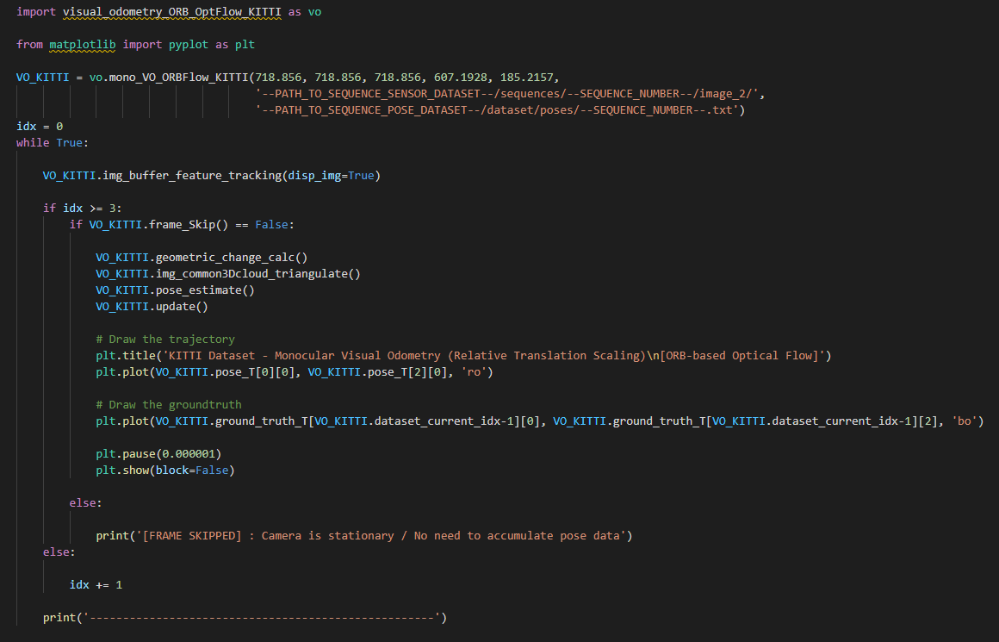 import visual_odometry_ORB_OptFlow_KITTI as vo
from matplotlib import pyplot as plt
VO_KITTI = vo.mono_VO_ORBFlow_KITTI(718.856, 718.856, 718.856, 607.1928, 185.2157,
'--PATH_TO_SEQUENCE_SENSOR_DATASET--/sequences/--SEQUENCE_NUMBER--/image_2/',
'--PATH_TO_SEQUENCE_POSE_DATASET--/dataset/poses/--SEQUENCE_NUMBER--.txt')
idx = 0
while True:
VO_KITTI.img_buffer_feature_tracking(disp_img=True)
if idx >= 3:
if VO_KITTI.frame_Skip() == False:
VO_KITTI.geometric_change_calc()
VO_KITTI.img_common3Dcloud_triangulate()
VO_KITTI.pose_estimate()
VO_KITTI.update()
# Draw the trajectory
plt.title('KITTI Dataset - Monocular Visual Odometry (Relative Translation Scaling)\n[ORB-based Optical Flow]')
plt.plot(VO_KITTI.pose_T[0][0], VO_KITTI.pose_T[2][0], 'ro')
# Draw the groundtruth
plt.plot(VO_KITTI.ground_truth_T[VO_KITTI.dataset_current_idx-1][0], VO_KITTI.ground_truth_T[VO_KITTI.dataset_current_idx-1][2], 'bo')
plt.pause(0.000001)
plt.show(block=False)
else:
print('[FRAME SKIPPED] : Camera is stationary / No need to accumulate pose data')
else:
idx += 1
print('----------------------------------------------------')